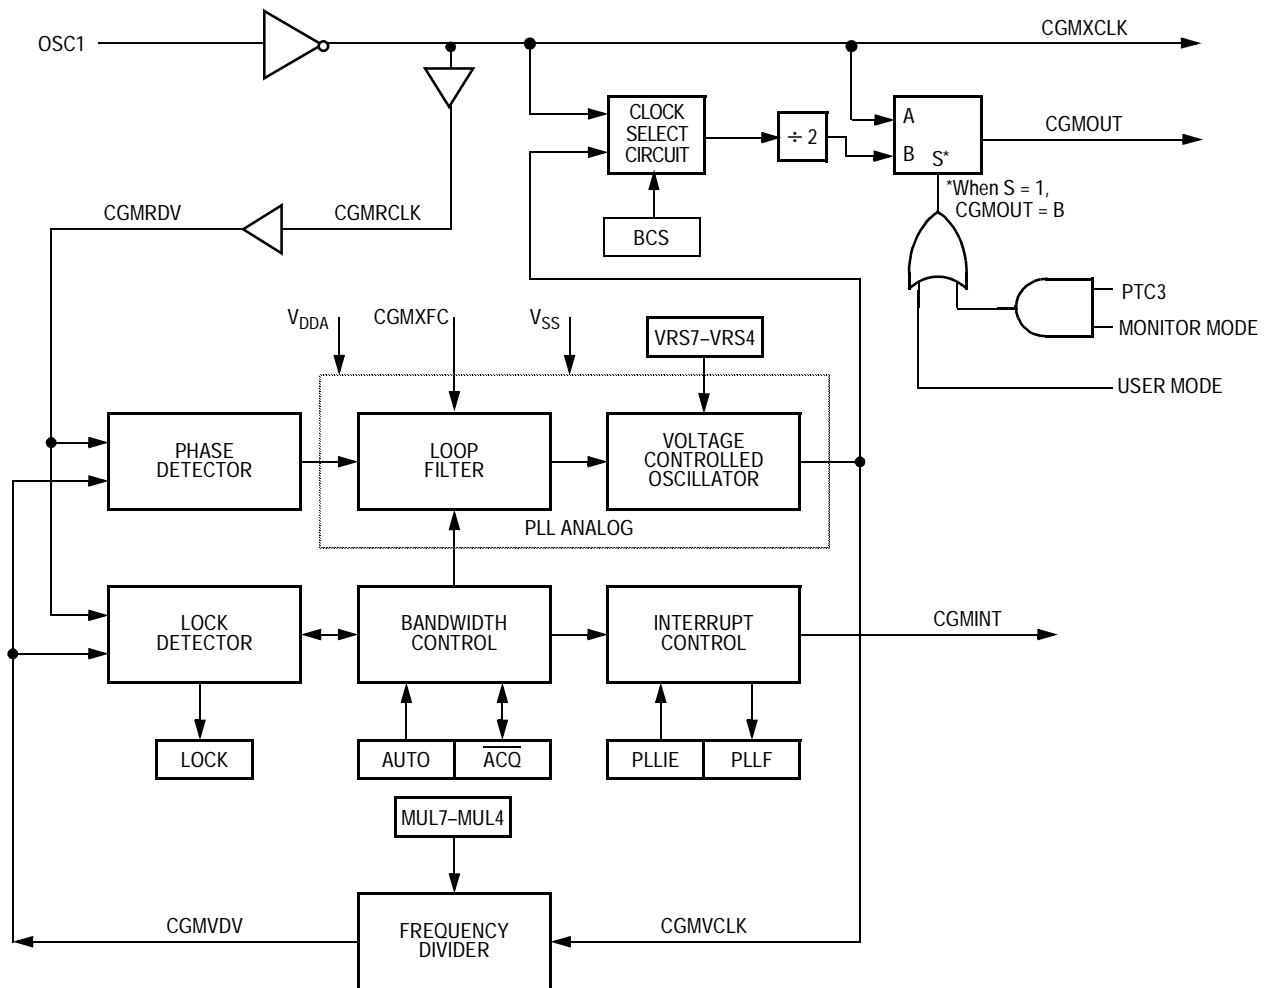 OSC1
CGMXCLK
CLOCK
SELECT
CIRCUIT
÷ 2
A
B
S*
CGMOUT
*When S = 1,
CGMOUT = B
CGMRDV
CGMRCLK
BCS
PTC3
MONITOR MODE
USER MODE
VDDA
CGMXFC
VSS
VRS7–VRS4
PHASE
DETECTOR
LOOP
FILTER
VOLTAGE
CONTROLLED
OSCILLATOR
PLL ANALOG
LOCK
DETECTOR
BANDWIDTH
CONTROL
INTERRUPT
CONTROL
CGMINT
LOCK
AUTO
ACQ
PLLIE
PLLF
MUL7–MUL4
CGMVDV
FREQUENCY
DIVIDER
CGMVCLK